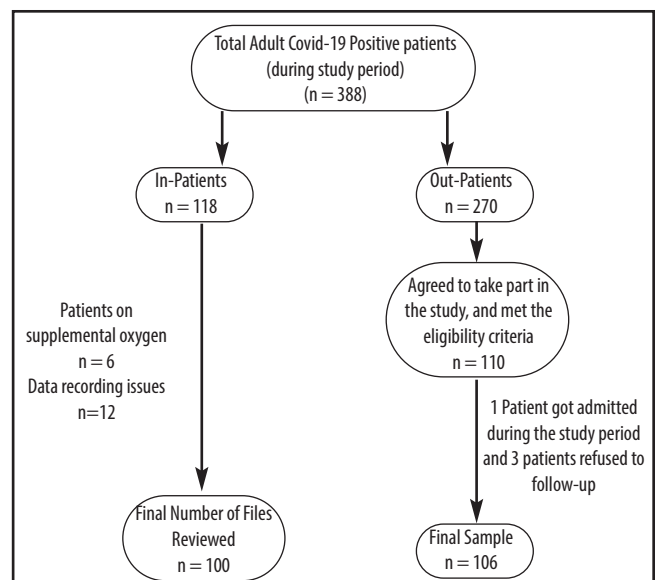 Total Adult Covid-19 Positive patients
(during study period)
(n = 388)
In-Patients
n = 118
Out-Patients
n = 270
Patients on
supplemental oxygen
n = 6
Data recording issues
n=12
Agreed to take part in
the study, and met the
eligibility criteria
n = 110
1 Patient got admitted
during the study period
and 3 patients refused to
follow-up
Final Number of Files
Reviewed
n = 100
Final Sample
n = 106